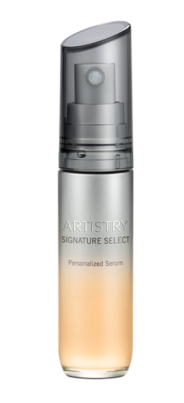 ARTISTRY
SIGNATURE SELECT
Personalized Serum